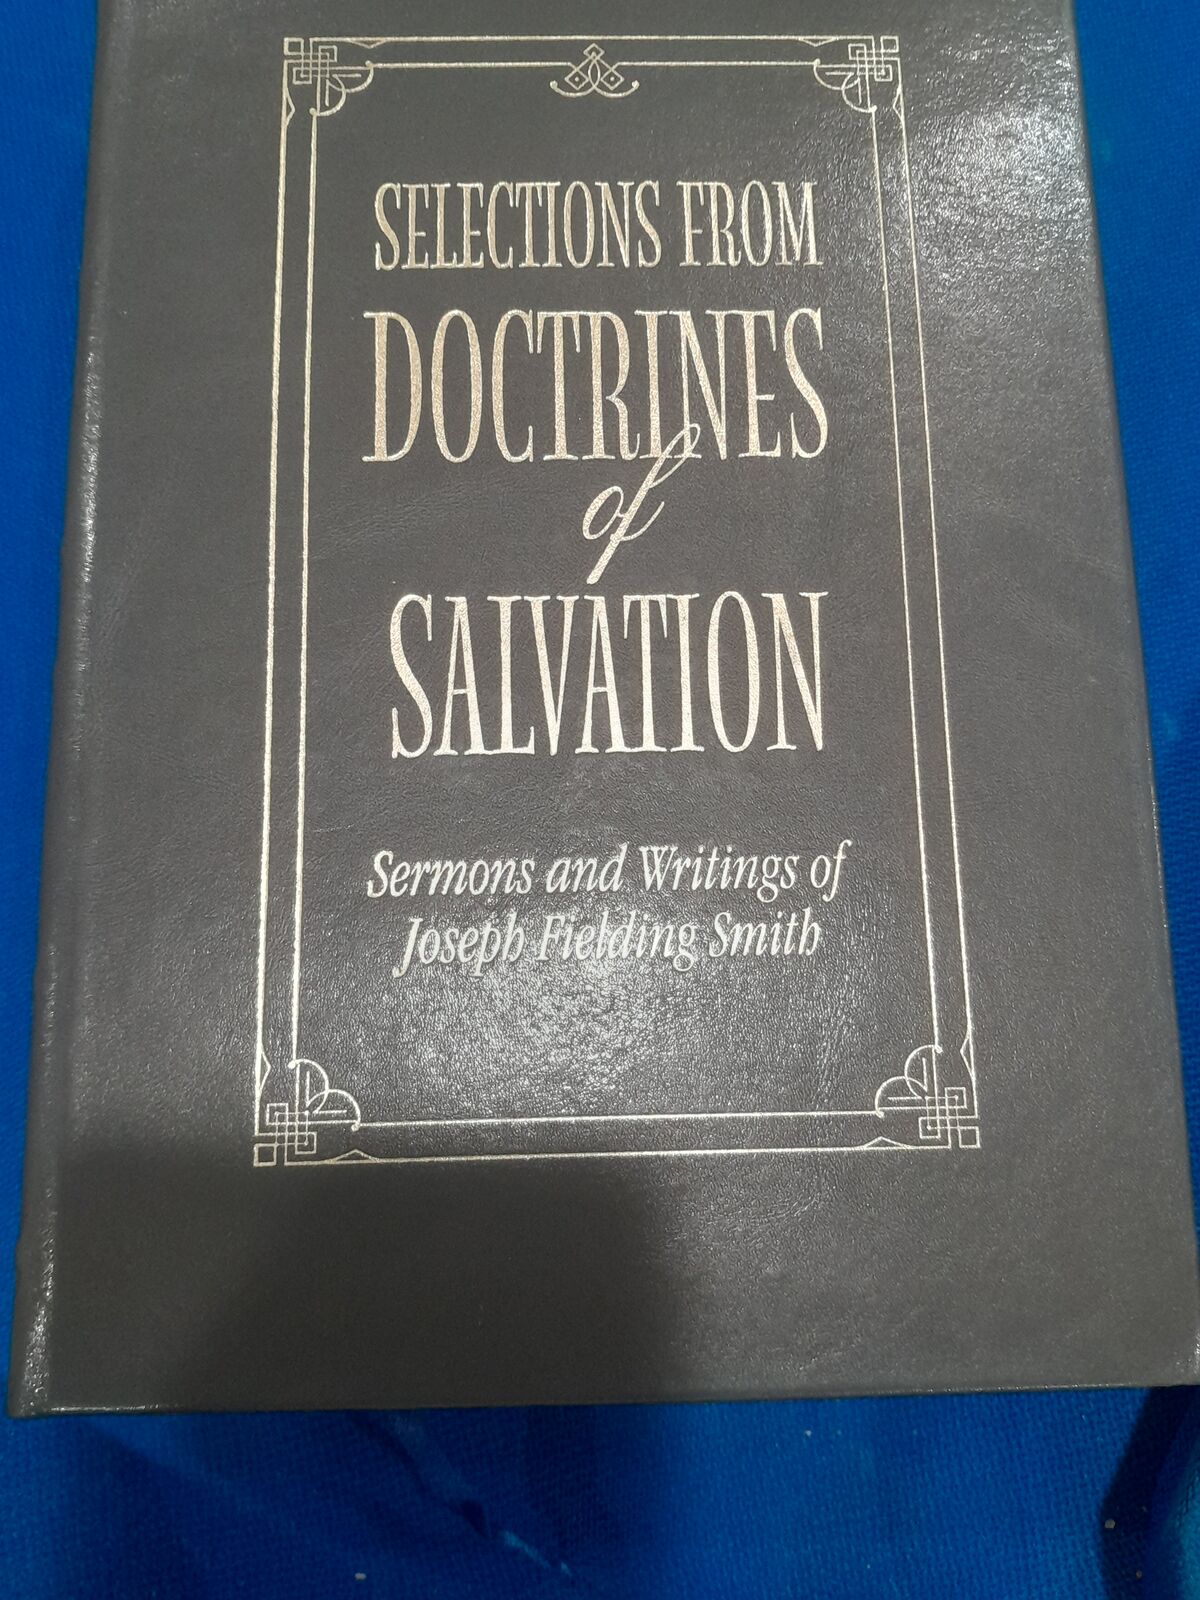 SELECTIONS FROM
DOCTRINES
of
SALVATION
Sermons and Writings of
Joseph Fielding Smith